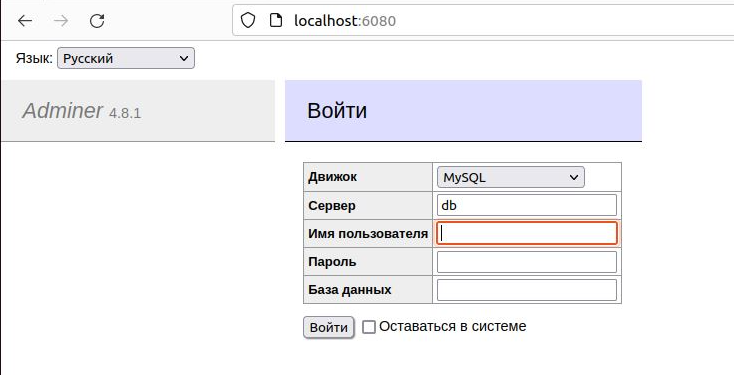 localhost:6080
Язык: Русский
Adminer 4.8.1
Войти
Движок MySQL
Сервер db
Имя пользователя
Пароль
База данных
Войти Оставаться в системе